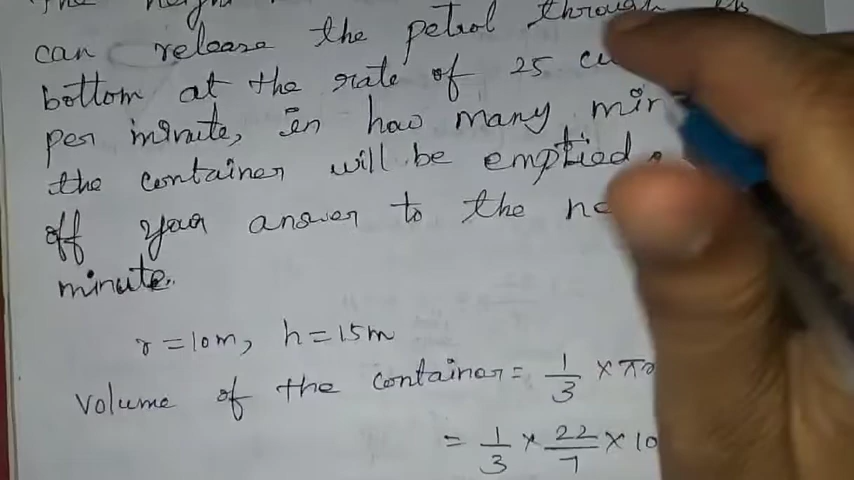 The
can release the petrol through
bottom at the rate of 25
per minute, in how many
the container will be emptied.
off your answer to the
minute.
r = 10m, h = 15m
Volume of the container = 1/3 × π
= 1/3 × 22/7 × 10